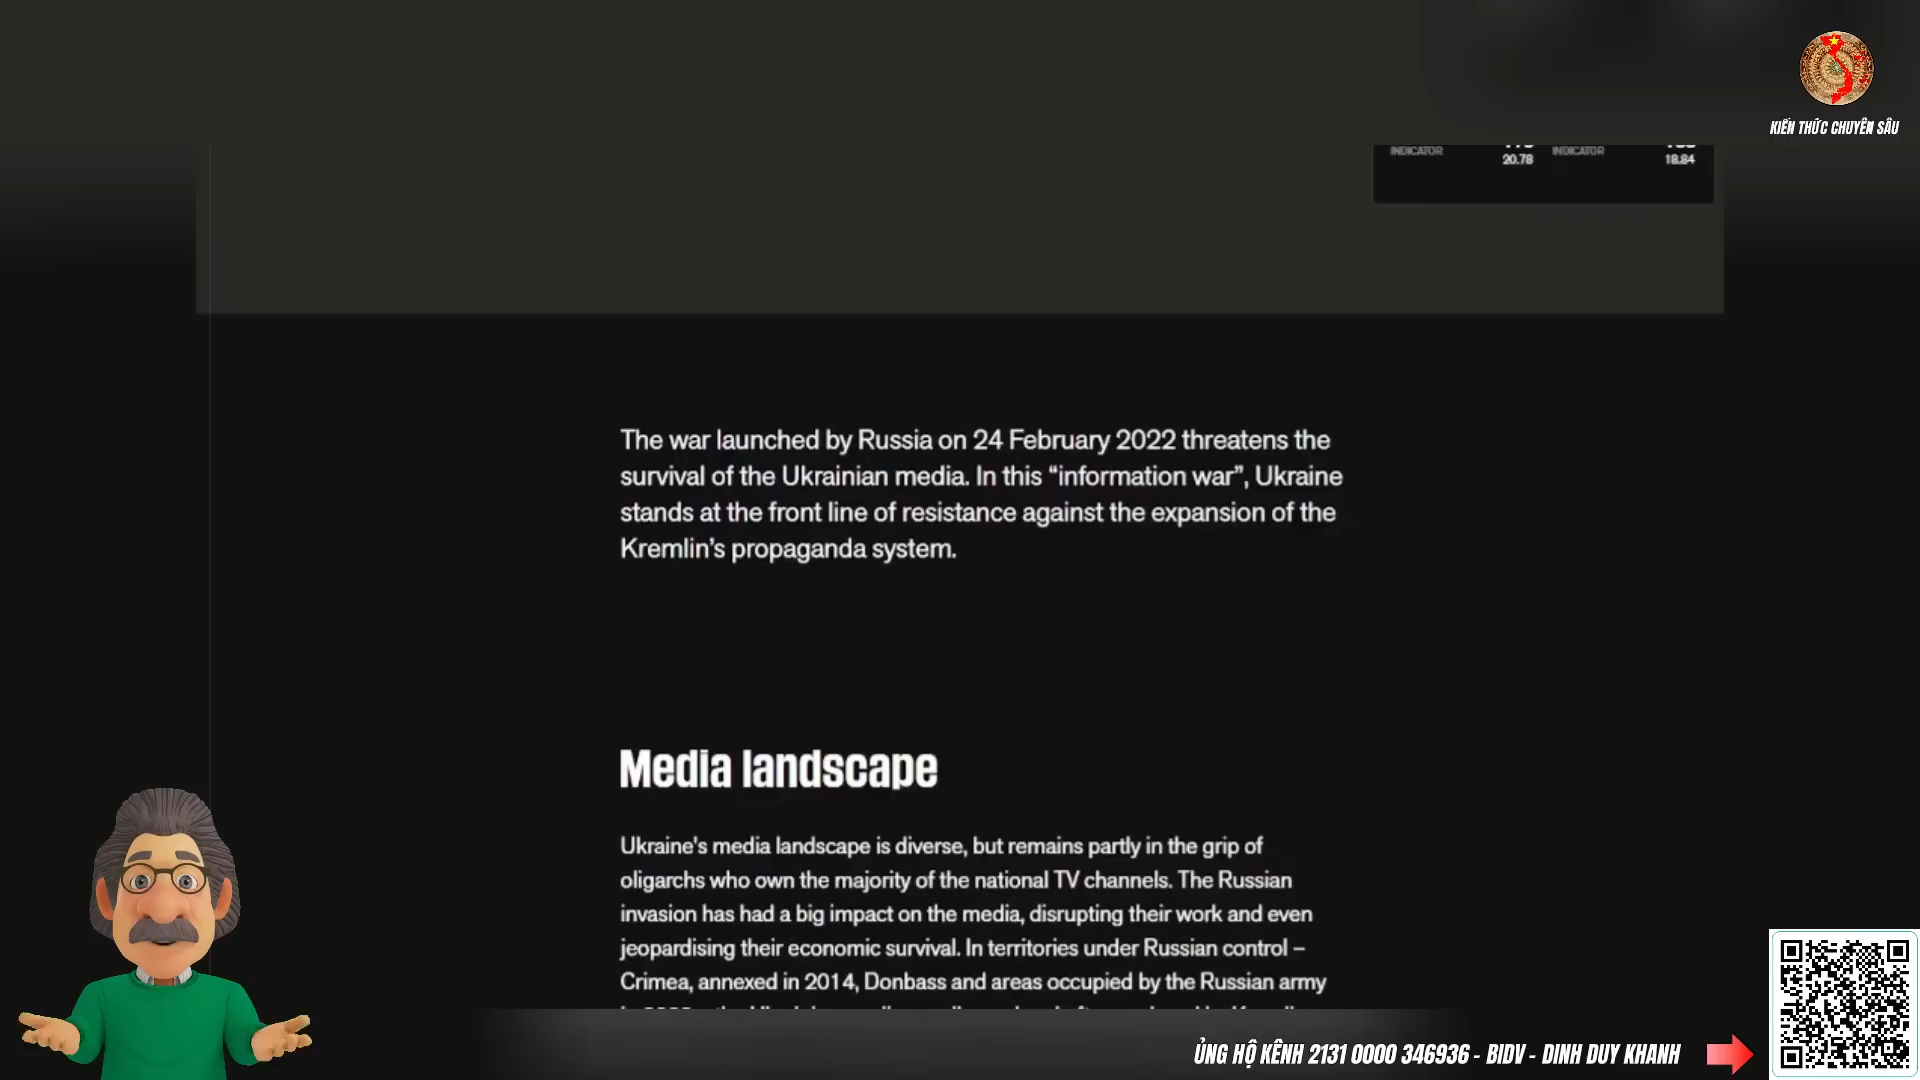 KIẾN THỨC CHUYÊN SÂU
INDICATOR 20.78 INDICATOR 18.84
The war launched by Russia on 24 February 2022 threatens the
survival of the Ukrainian media. In this “information war”, Ukraine
stands at the front line of resistance against the expansion of the
Kremlin’s propaganda system.
Media landscape
Ukraine's media landscape is diverse, but remains partly in the grip of
oligarchs who own the majority of the national TV channels. The Russian
invasion has had a big impact on the media, disrupting their work and even
jeopardising their economic survival. In territories under Russian control –
Crimea, annexed in 2014, Donbass and areas occupied by the Russian army
ỦNG HỘ KÊNH 2131 0000 346936 - BIDV - DINH DUY KHANH